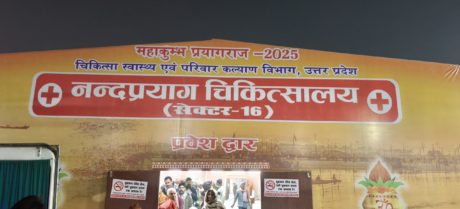 महाकुम्भ प्रयागराज -2025
चिकित्सा स्वास्थ्य एवं परिवार कल्याण विभाग, उत्तर प्रदेश
नन्दप्रयाग चिकित्सालय
(सेक्टर-16)
प्रवेश द्वार